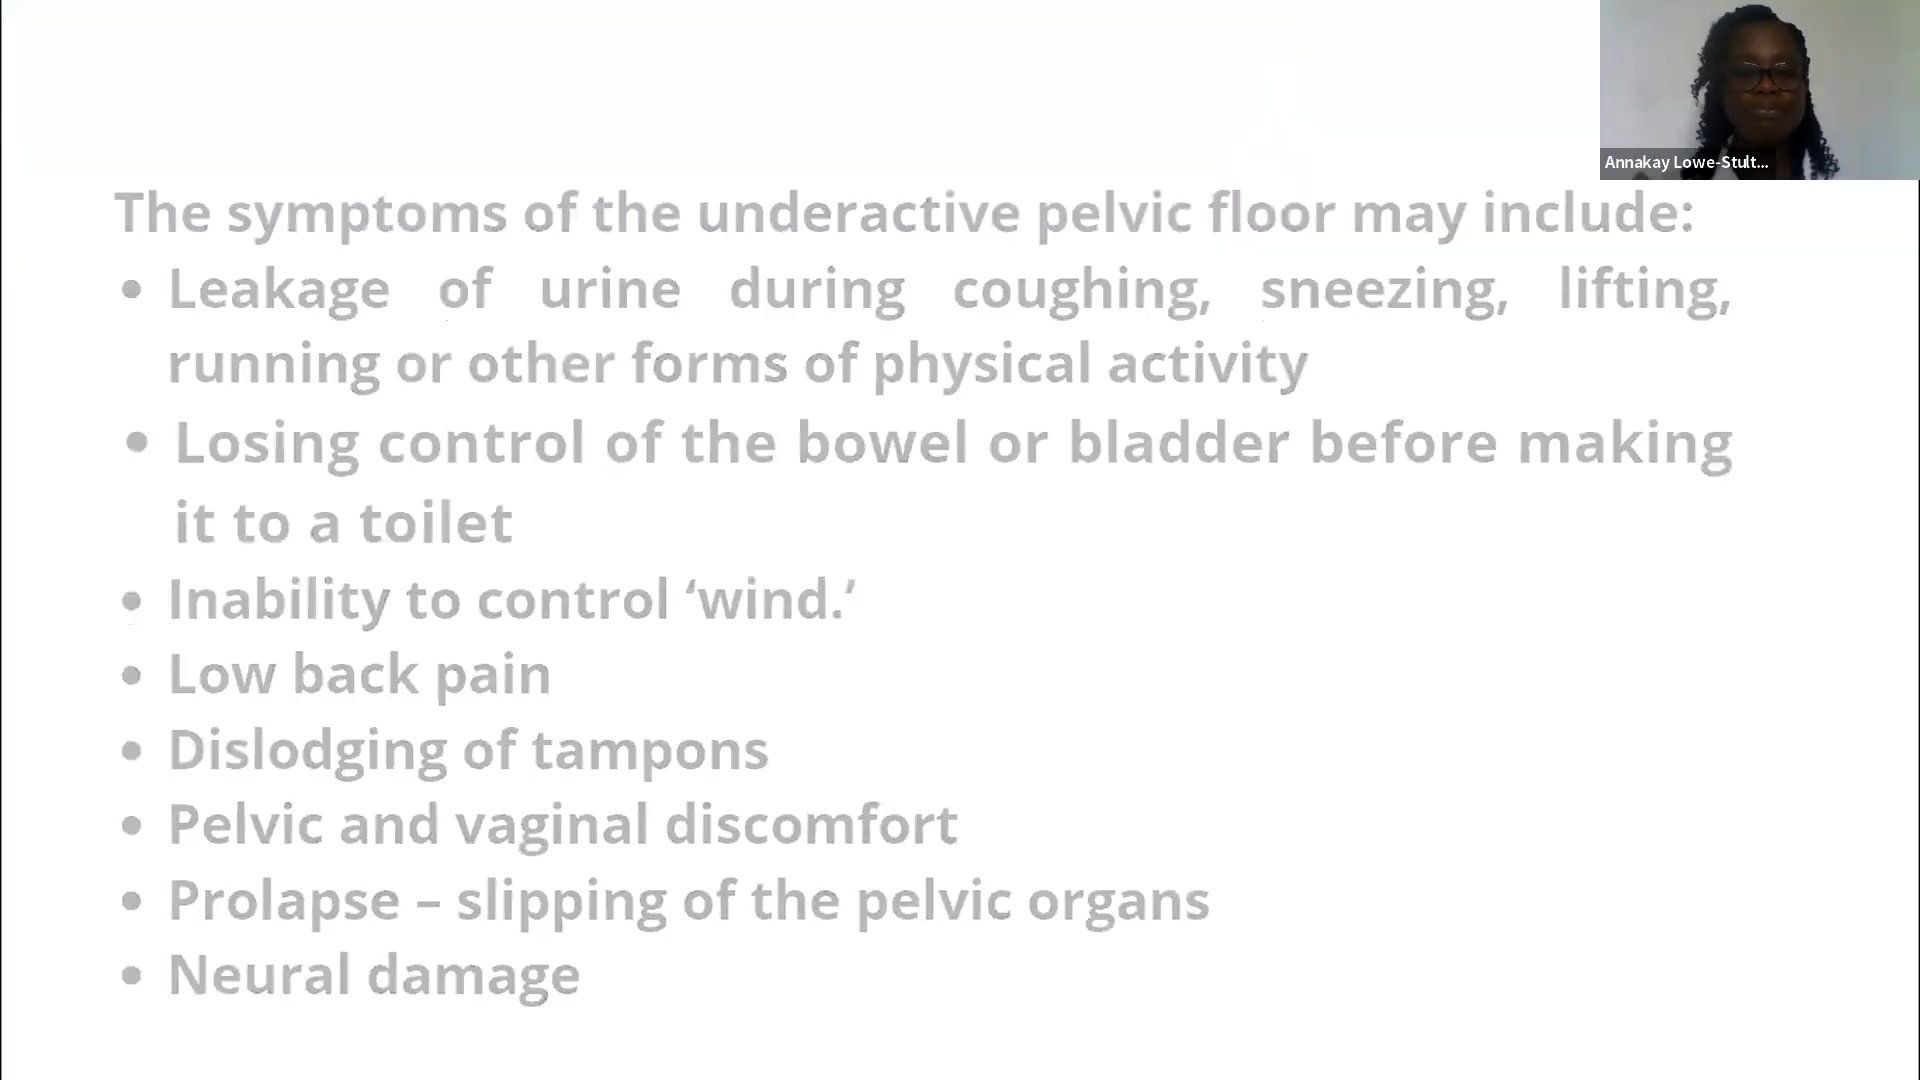 Annakay Lowe-Stult...
The symptoms of the underactive pelvic floor may include:
• Leakage of urine during coughing, sneezing, lifting,
running or other forms of physical activity
• Losing control of the bowel or bladder before making
it to a toilet
• Inability to control ‘wind.’
• Low back pain
• Dislodging of tampons
• Pelvic and vaginal discomfort
• Prolapse – slipping of the pelvic organs
• Neural damage